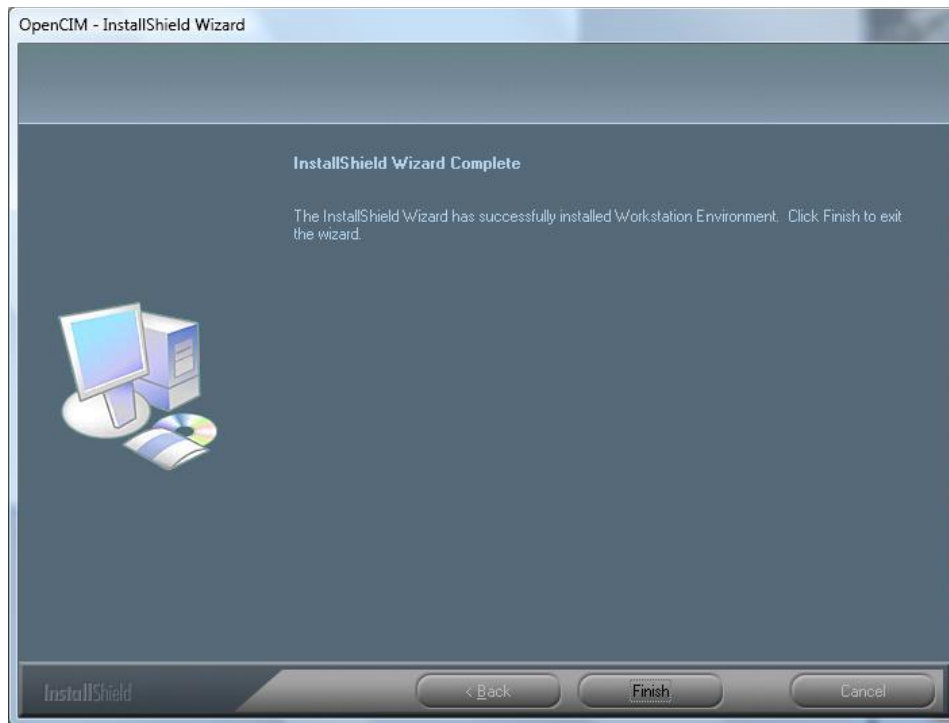 OpenCIM - InstallShield Wizard
InstallShield Wizard Complete
The InstallShield Wizard has successfully installed Workstation Environment. Click Finish to exit
the wizard.
InstallShield
< Back
Finish
Cancel